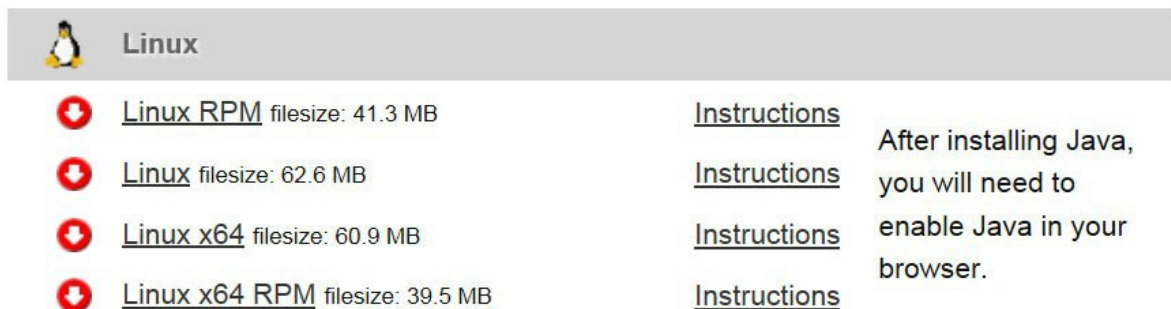 Linux
Linux RPM filesize: 41.3 MB Instructions
Linux filesize: 62.6 MB Instructions
Linux x64 filesize: 60.9 MB Instructions
Linux x64 RPM filesize: 39.5 MB Instructions
After installing Java,
you will need to
enable Java in your
browser.